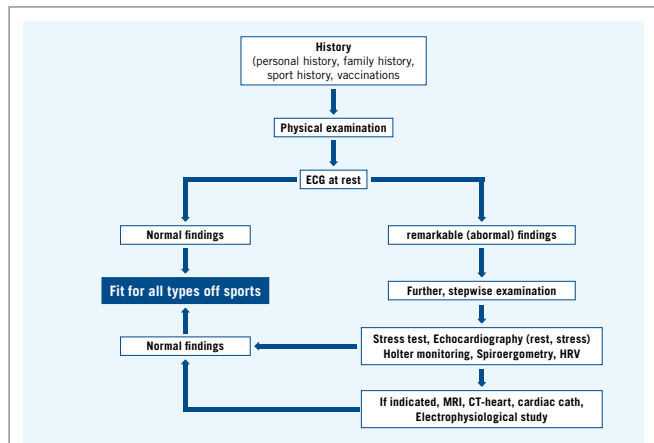 History
(personal history, family history,
sport history, vaccinations
Physical examination
ECG at rest
Normal findings
remarkable (abormal) findings
Fit for all types off sports
Further, stepwise examination
Normal findings
Stress test, Echocardiography (rest, stress)
Holter monitoring, Spiroergometry, HRV
If indicated, MRI, CT-heart, cardiac cath,
Electrophysiological study